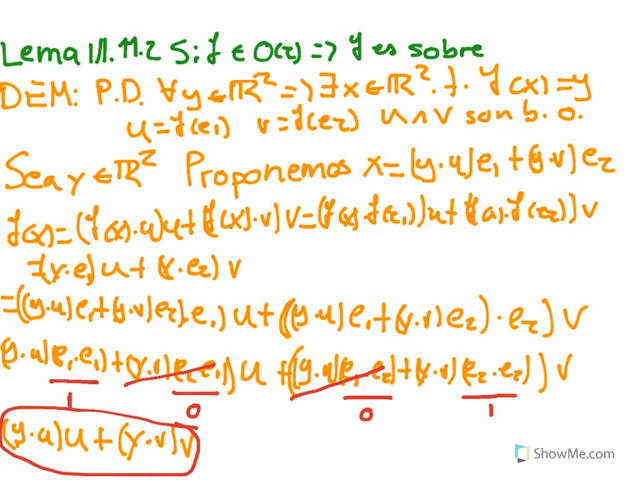 Lema III.11.2 Si f ∈ O(2) => f es sobre
DEM: P.D. ∀y∈ℝ² => ∃x∈ℝ². t. f(x)=y
u=f(e₁) v=f(e₂) u ∧ v son b. o.
Sea y ∈ ℝ² Proponemos x=(y·u)e₁+(y·v)e₂
f(x)=(f(x)·u)u+(f(x)·v)v=(f(x)·f(e₁))u+(f(x)·f(e₂))v
=(x·e₁)u+(x·e₂)v
=((y·u)e₁+(y·v)e₂)·e₁)u+((y·u)e₁+(y·v)e₂)·e₂)v
(y·u)(e₁·e₁)+(y·v)(e₂·e₁))u+((y·u)(e₁·e₂)+(y·v)(e₂·e₂))v
1 0 0 1
(y·u)u+(y·v)v
ShowMe.com